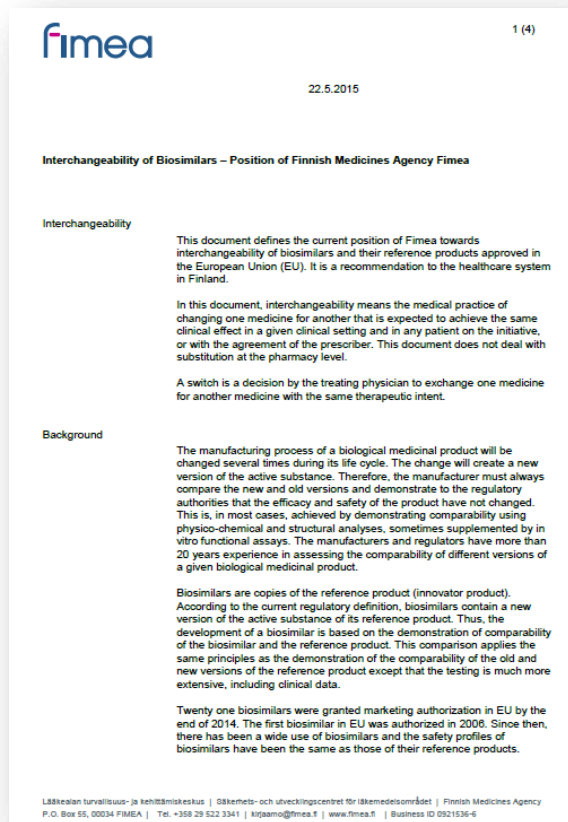 fimea
1 (4)
22.5.2015
Interchangeability of Biosimilars – Position of Finnish Medicines Agency Fimea
Interchangeability
This document defines the current position of Fimea towards
interchangeability of biosimilars and their reference products approved in
the European Union (EU). It is a recommendation to the healthcare system
in Finland.
In this document, interchangeability means the medical practice of
changing one medicine for another that is expected to achieve the same
clinical effect in a given clinical setting and in any patient on the initiative,
or with the agreement of the prescriber. This document does not deal with
substitution at the pharmacy level.
A switch is a decision by the treating physician to exchange one medicine
for another medicine with the same therapeutic intent.
Background
The manufacturing process of a biological medicinal product will be
changed several times during its life cycle. The change will create a new
version of the active substance. Therefore, the manufacturer must always
compare the new and old versions and demonstrate to the regulatory
authorities that the efficacy and safety of the product have not changed.
This is, in most cases, achieved by demonstrating comparability using
physico-chemical and structural analyses, sometimes supplemented by in
vitro functional assays. The manufacturers and regulators have more than
20 years experience in assessing the comparability of different versions of
a given biological medicinal product.
Biosimilars are copies of the reference product (innovator product).
According to the current regulatory definition, biosimilars contain a new
version of the active substance of its reference product. Thus, the
development of a biosimilar is based on the demonstration of comparability
of the biosimilar and the reference product. This comparison applies the
same principles as the demonstration of the comparability of the old and
new versions of the reference product except that the testing is much more
extensive, including clinical data.
Twenty one biosimilars were granted marketing authorization in EU by the
end of 2014. The first biosimilar in EU was authorized in 2006. Since then,
there has been a wide use of biosimilars and the safety profiles of
biosimilars have been the same as those of their reference products.
Lääkealan turvallisuus- ja kehittämiskeskus | Säkerhets- och utvecklingscentret för läkemedelsområdet | Finnish Medicines Agency
P.O. Box 55, 00034 FIMEA | Tel. +358 29 522 3341 | kirjaamo@fimea.fi | www.fimea.fi | Business ID 0921536-6